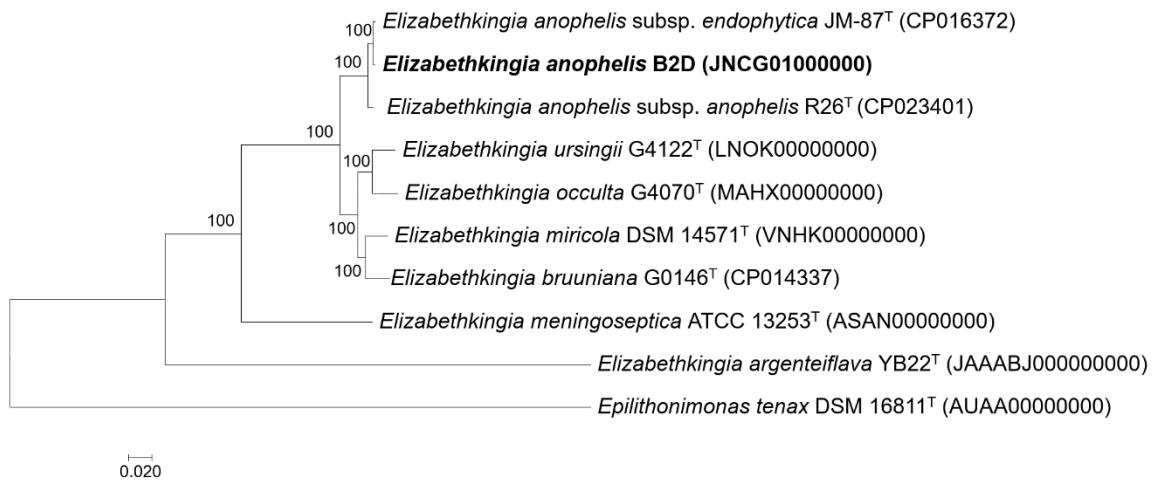 100 Elizabethkingia anophelis subsp. endophytica JM-87ᵀ (CP016372)
100 Elizabethkingia anophelis B2D (JNCG01000000)
Elizabethkingia anophelis subsp. anophelis R26ᵀ (CP023401)
100
100 Elizabethkingia ursingii G4122ᵀ (LNOK00000000)
Elizabethkingia occulta G4070ᵀ (MAHX00000000)
100
100 Elizabethkingia miricola DSM 14571ᵀ (VNHK00000000)
100 Elizabethkingia bruuniana G0146ᵀ (CP014337)
Elizabethkingia meningoseptica ATCC 13253ᵀ (ASAN00000000)
Elizabethkingia argenteiflava YB22ᵀ (JAAABJ000000000)
Epilithonimonas tenax DSM 16811ᵀ (AUAA00000000)
0.020